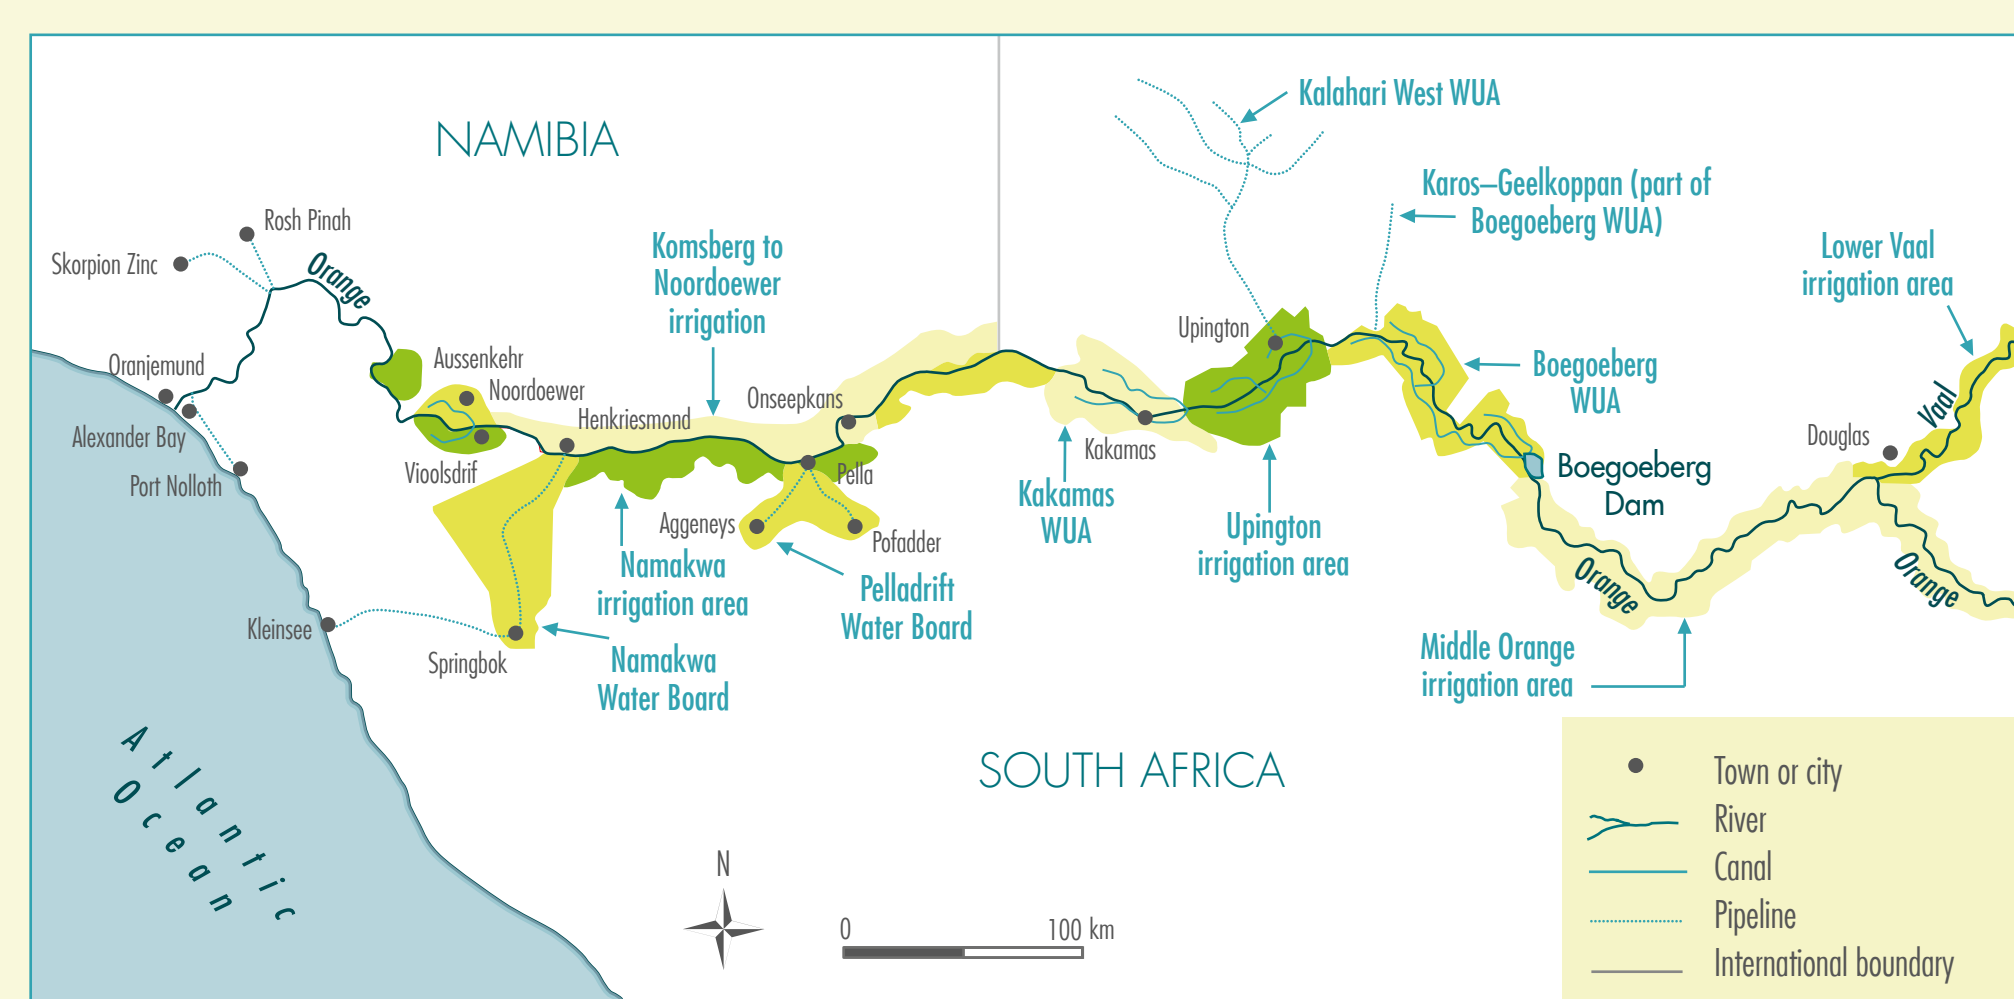 NAMIBIA
Kalahari West WUA
Karos–Geelkoppan (part of
Boegoeberg WUA)
Rosh Pinah
Skorpion Zinc
Orange
Komsberg to
Noordoewer
irrigation
Lower Vaal
irrigation area
Upington
Oranjemund
Aussenkehr
Noordoewer
Henkriesmond
Onseepkans
Boegoeberg
WUA
Vaal
Alexander Bay
Port Nolloth
Vioolsdrif
Pella
Kakamas
Douglas
Boegoeberg
Dam
Kakamas
WUA
Aggeneys
Pofadder
Upington
irrigation area
Namakwa
irrigation area
Pelladrift
Water Board
Orange
Orange
Kleinsee
Springbok
Namakwa
Water Board
Middle Orange
irrigation area
Atlantic
Ocean
SOUTH AFRICA
N
0 100 km
Town or city
River
Canal
Pipeline
International boundary